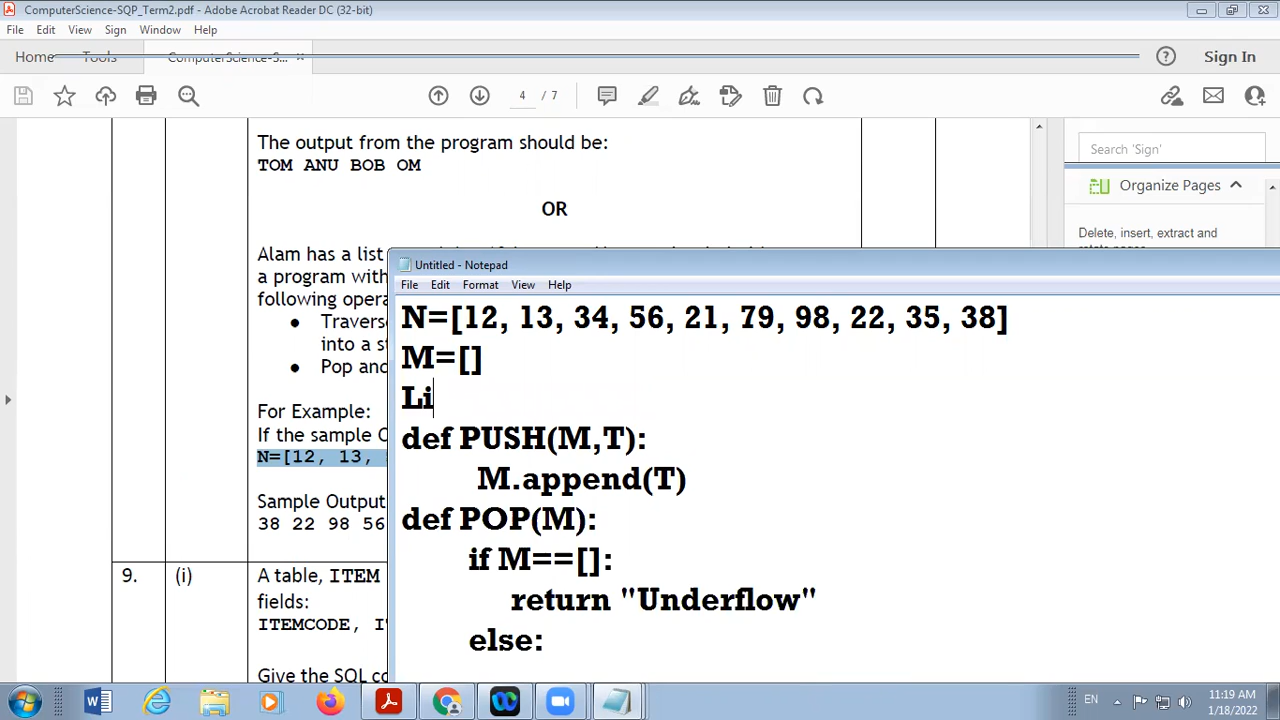 ComputerScience-SQP_Term2.pdf - Adobe Acrobat Reader DC (32-bit)
File Edit View Sign Window Help
Home Tools ComputerScience-S... ×
Sign In
4 / 7
The output from the program should be:
TOM ANU BOB OM
OR
Alam has a list
a program with
following opera
● Traverse
into a st
● Pop and
For Example:
If the sample C
N=[12, 13,
Sample Output
38 22 98 56
9. (i) A table, ITEM
fields:
ITEMCODE, I
Give the SQL co
Search 'Sign'
Organize Pages
Delete, insert, extract and
rotate pages
Untitled - Notepad
File Edit Format View Help
N=[12, 13, 34, 56, 21, 79, 98, 22, 35, 38]
M=[]
Li
def PUSH(M,T):
M.append(T)
def POP(M):
if M==[]:
return "Underflow"
else:
EN
11:19 AM
1/18/2022